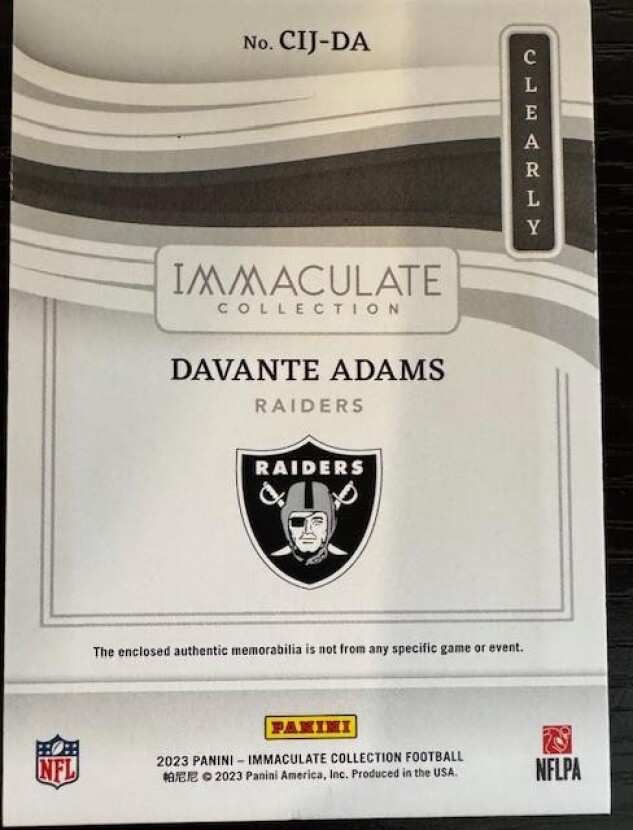 No. CIJ-DA
CLEARLY
IMMACULATE
COLLECTION
DAVANTE ADAMS
RAIDERS
RAIDERS
The enclosed authentic memorabilia is not from any specific game or event.
PANINI
NFL
2023 PANINI – IMMACULATE COLLECTION FOOTBALL
帕尼尼 © 2023 Panini America, Inc. Produced in the USA.
NFLPA